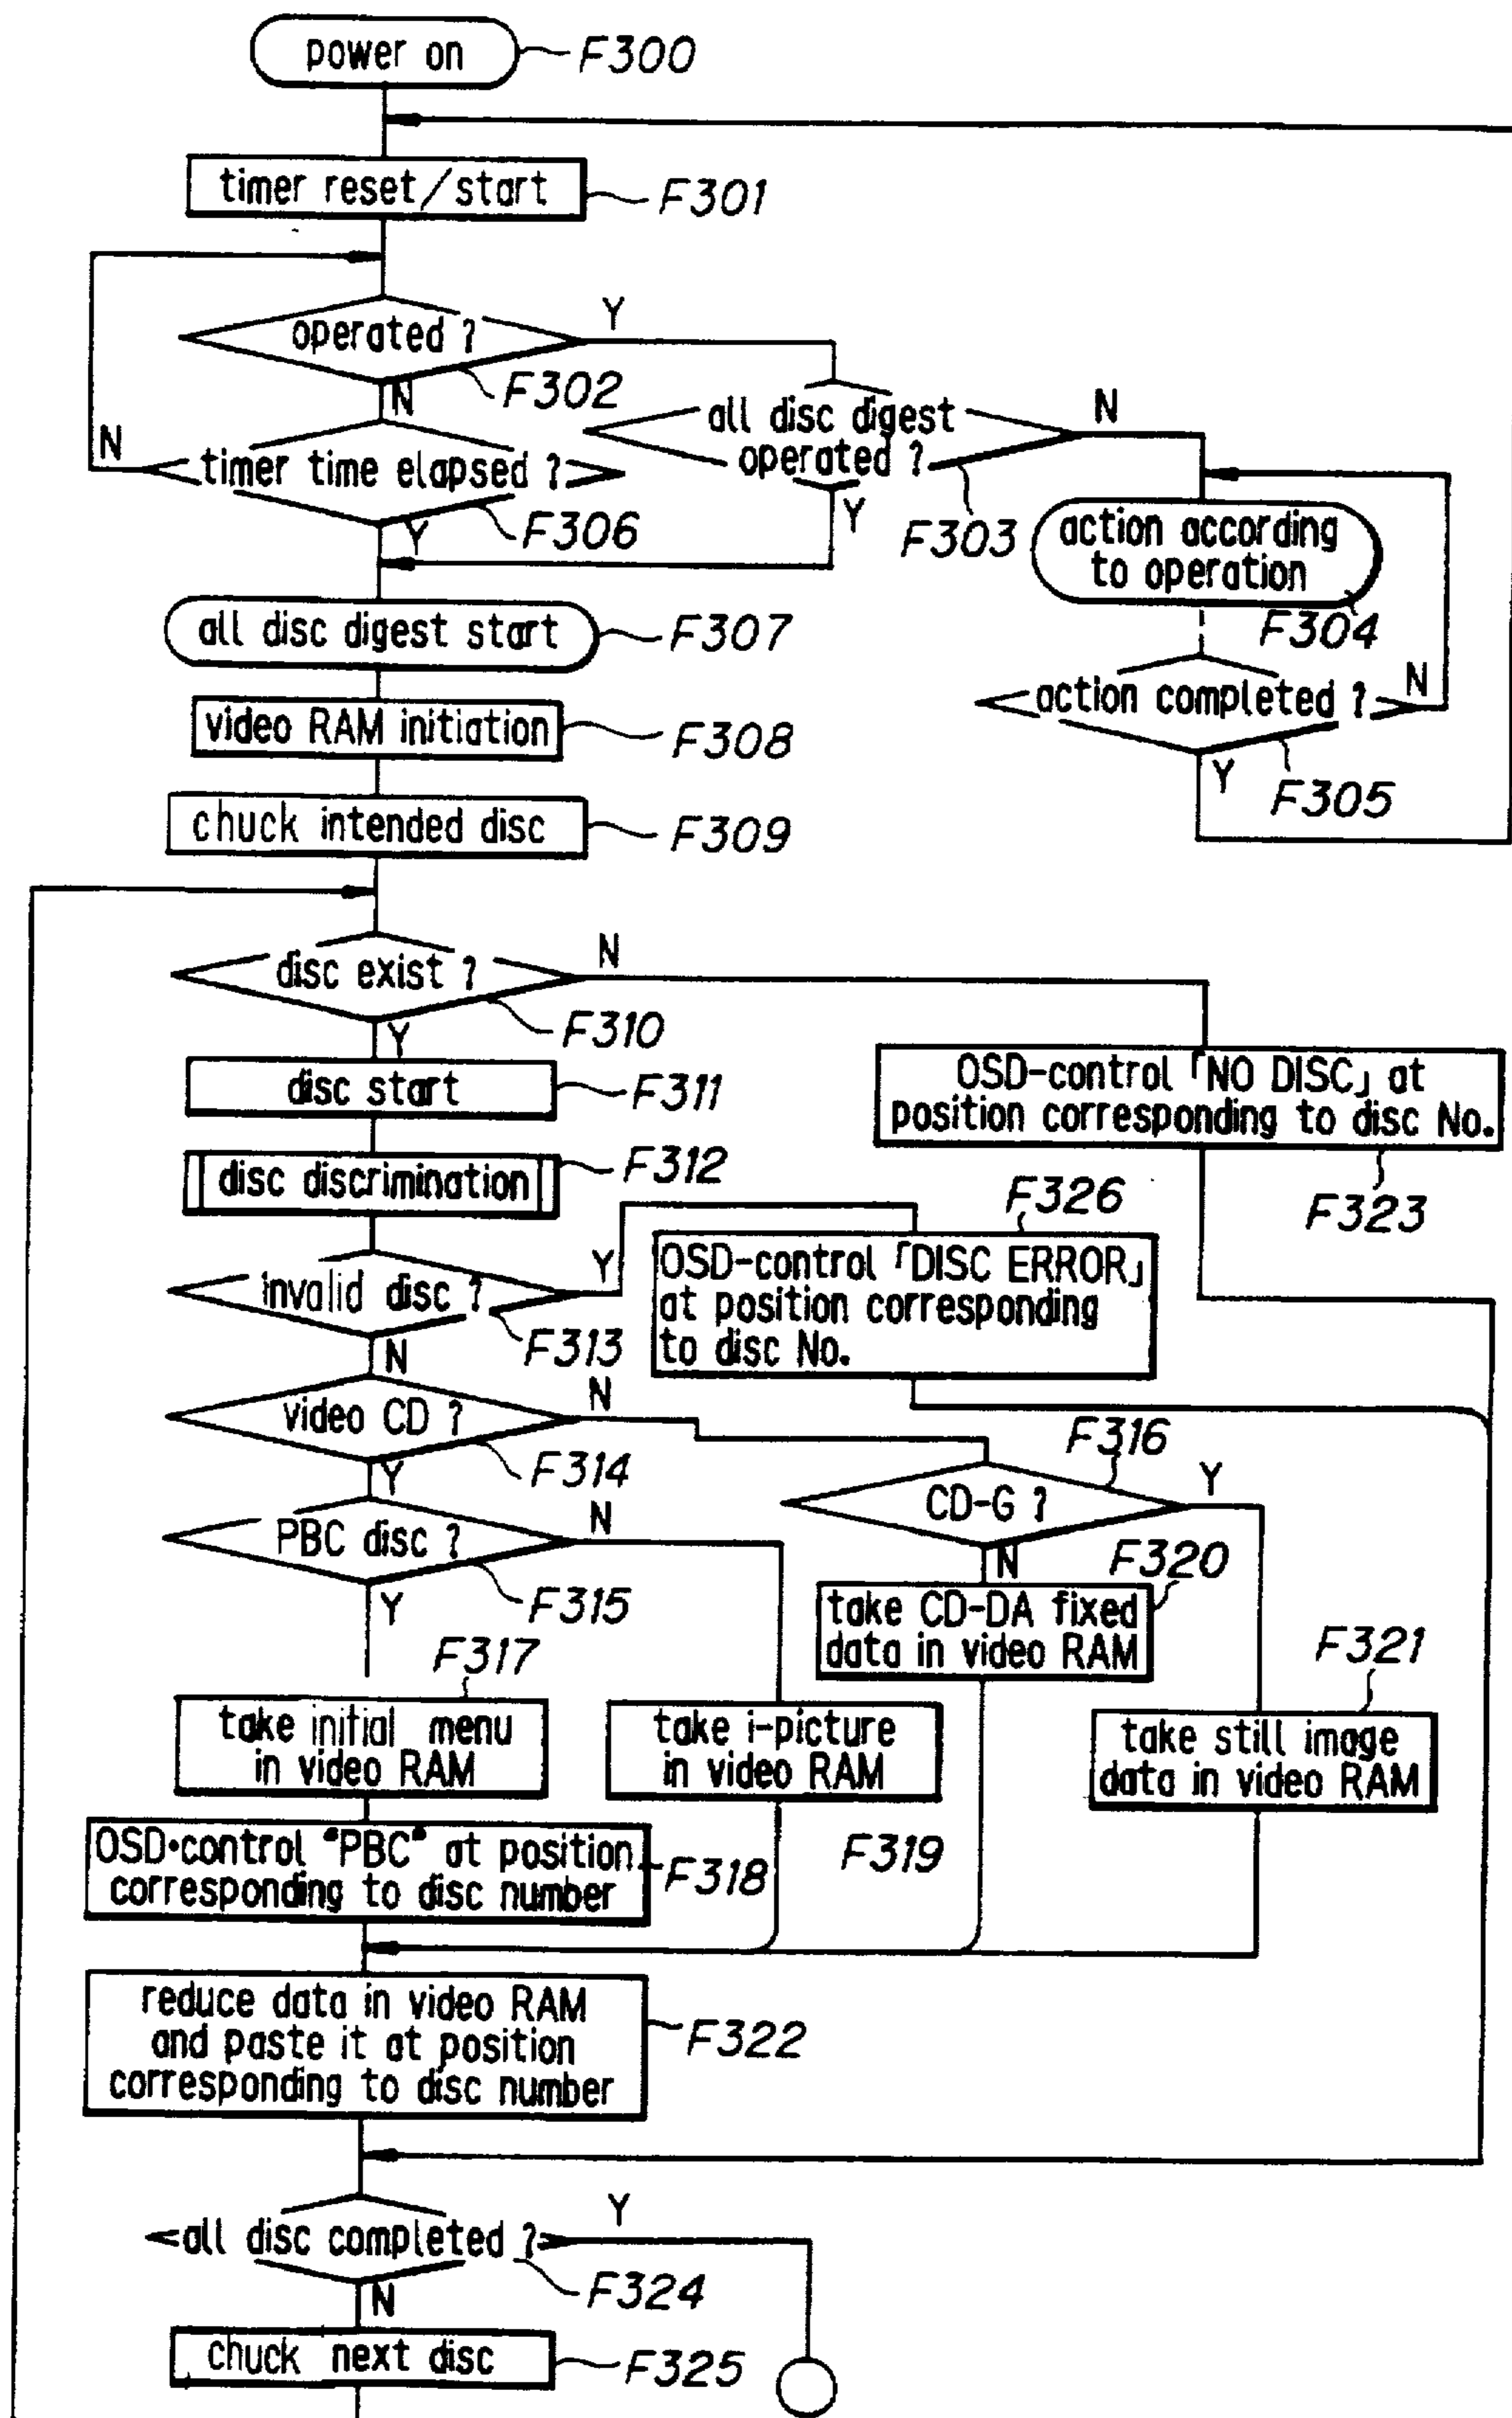 power on
F300
timer reset/start
F301
operated ?
Y
F302
N
all disc digest
operated ?
N
F303
Y
N
timer time elapsed ?
F306
Y
action according
to operation
F304
all disc digest start
F307
action completed ?
N
F305
Y
video RAM initiation
F308
chuck intended disc
F309
disc exist ?
N
F310
Y
OSD-control「NO DISC」at
position corresponding to disc No.
F323
disc start
F311
disc discrimination
F312
F326
OSD-control「DISC ERROR」
at position corresponding
to disc No.
invalid disc ?
Y
F313
N
video CD ?
N
F314
Y
F316
CD-G ?
Y
N
PBC disc ?
N
F315
Y
F320
take CD-DA fixed
data in video RAM
F317
take initial menu
in video RAM
take i-picture
in video RAM
F319
F321
take still image
data in video RAM
OSD·control "PBC" at position
corresponding to disc number
F318
reduce data in video RAM
and paste it at position
corresponding to disc number
F322
all disc completed ?
Y
F324
N
chuck next disc
F325